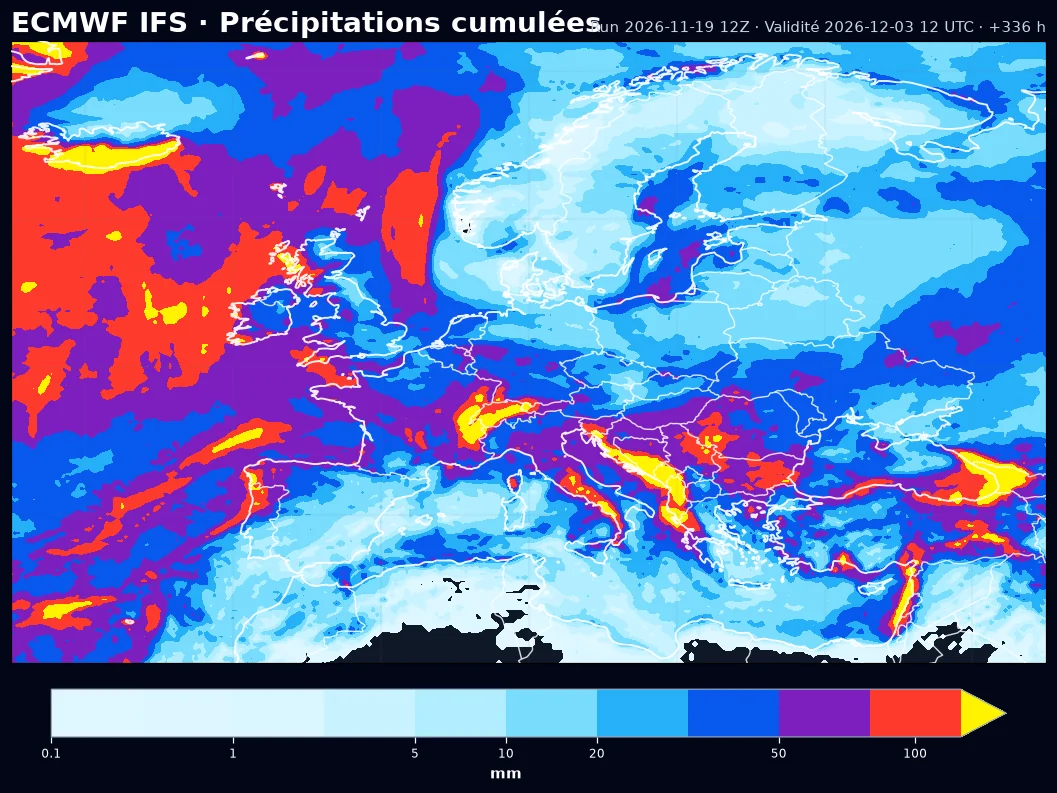 ECMWF IFS · Précipitations cumulées
Run 2026-11-19 12Z · Validité 2026-12-03 12 UTC · +336 h
0.1 1 5 10 20 50 100
mm